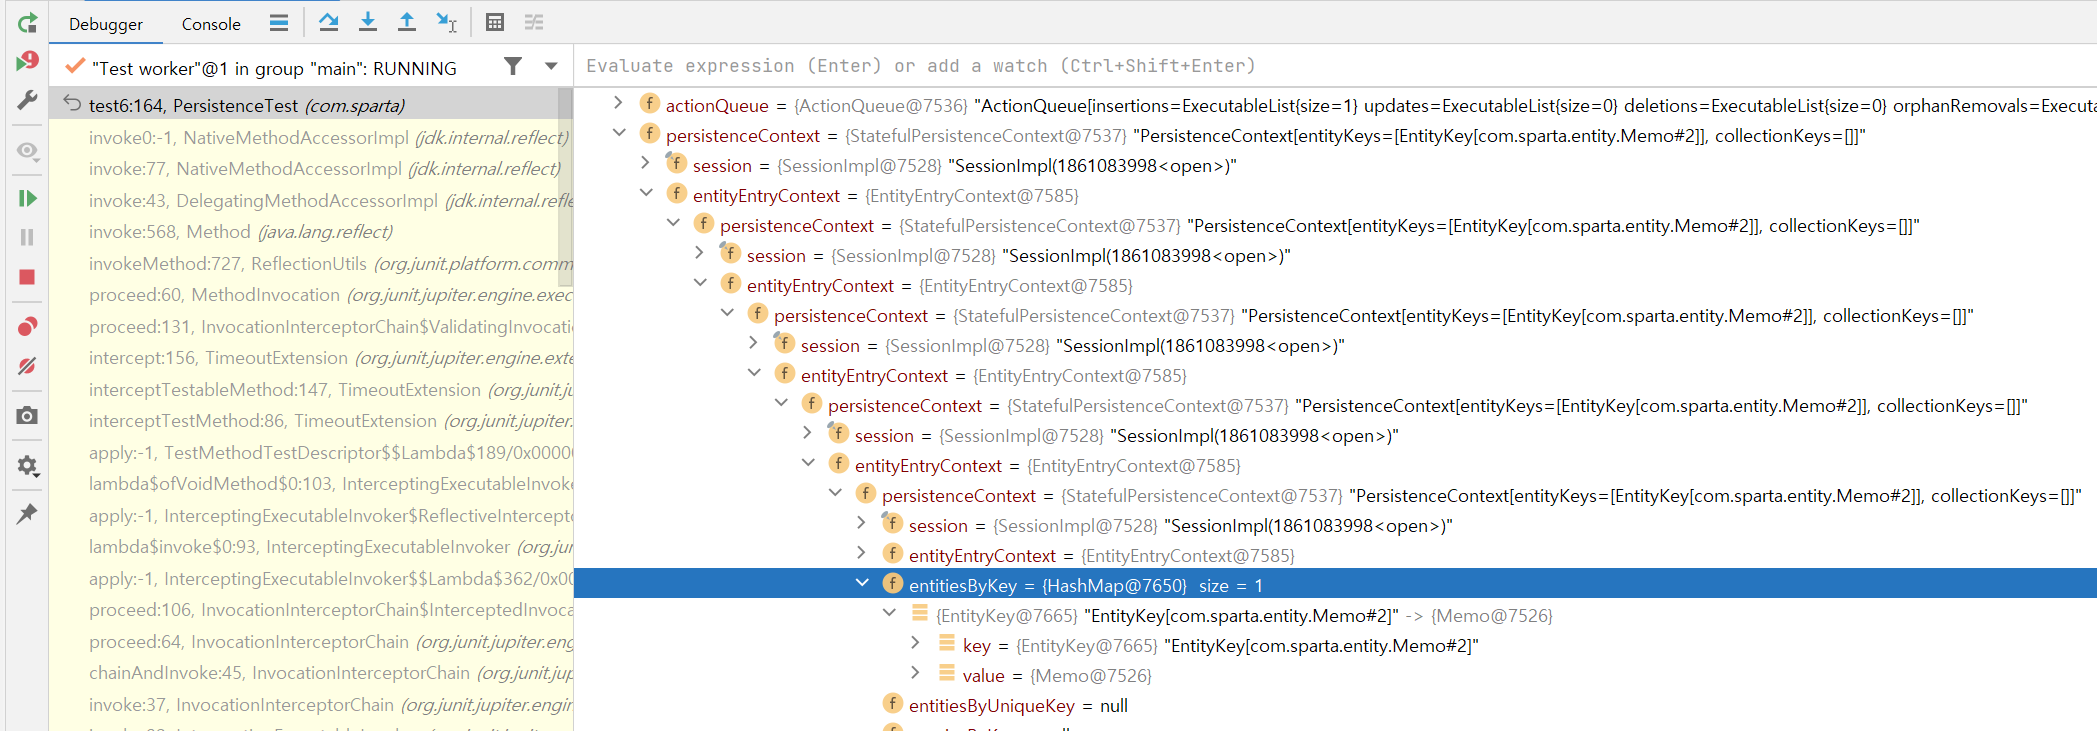 Debugger Console
"Test worker"@1 in group "main": RUNNING
test6:164, PersistenceTest (com.sparta)
invoke0:-1, NativeMethodAccessorImpl (jdk.internal.reflect)
invoke:77, NativeMethodAccessorImpl (jdk.internal.reflect)
invoke:43, DelegatingMethodAccessorImpl (jdk.internal.refle
invoke:568, Method (java.lang.reflect)
invokeMethod:727, ReflectionUtils (org.junit.platform.comm
proceed:60, MethodInvocation (org.junit.jupiter.engine.exec
proceed:131, InvocationInterceptorChain$ValidatingInvocati
intercept:156, TimeoutExtension (org.junit.jupiter.engine.exte
interceptTestableMethod:147, TimeoutExtension (org.junit.ju
interceptTestMethod:86, TimeoutExtension (org.junit.jupiter.
apply:-1, TestMethodTestDescriptor$$Lambda$189/0x00000
lambda$ofVoidMethod$0:103, InterceptingExecutableInvoke
apply:-1, InterceptingExecutableInvoker$ReflectiveIntercepto
lambda$invoke$0:93, InterceptingExecutableInvoker (org.jun
apply:-1, InterceptingExecutableInvoker$$Lambda$362/0x00
proceed:106, InvocationInterceptorChain$InterceptedInvoca
proceed:64, InvocationInterceptorChain (org.junit.jupiter.eng
chainAndInvoke:45, InvocationInterceptorChain (org.junit.jup
invoke:37, InvocationInterceptorChain (org.junit.jupiter.engin
Evaluate expression (Enter) or add a watch (Ctrl+Shift+Enter)
actionQueue = {ActionQueue@7536} "ActionQueue[insertions=ExecutableList{size=1} updates=ExecutableList{size=0} deletions=ExecutableList{size=0} orphanRemovals=Executa
persistenceContext = {StatefulPersistenceContext@7537} "PersistenceContext[entityKeys=[EntityKey[com.sparta.entity.Memo#2]], collectionKeys=[]]"
session = {SessionImpl@7528} "SessionImpl(1861083998<open>)"
entityEntryContext = {EntityEntryContext@7585}
persistenceContext = {StatefulPersistenceContext@7537} "PersistenceContext[entityKeys=[EntityKey[com.sparta.entity.Memo#2]], collectionKeys=[]]"
session = {SessionImpl@7528} "SessionImpl(1861083998<open>)"
entityEntryContext = {EntityEntryContext@7585}
persistenceContext = {StatefulPersistenceContext@7537} "PersistenceContext[entityKeys=[EntityKey[com.sparta.entity.Memo#2]], collectionKeys=[]]"
session = {SessionImpl@7528} "SessionImpl(1861083998<open>)"
entityEntryContext = {EntityEntryContext@7585}
persistenceContext = {StatefulPersistenceContext@7537} "PersistenceContext[entityKeys=[EntityKey[com.sparta.entity.Memo#2]], collectionKeys=[]]"
session = {SessionImpl@7528} "SessionImpl(1861083998<open>)"
entityEntryContext = {EntityEntryContext@7585}
persistenceContext = {StatefulPersistenceContext@7537} "PersistenceContext[entityKeys=[EntityKey[com.sparta.entity.Memo#2]], collectionKeys=[]]"
session = {SessionImpl@7528} "SessionImpl(1861083998<open>)"
entityEntryContext = {EntityEntryContext@7585}
entitiesByKey = {HashMap@7650} size = 1
{EntityKey@7665} "EntityKey[com.sparta.entity.Memo#2]" -> {Memo@7526}
key = {EntityKey@7665} "EntityKey[com.sparta.entity.Memo#2]"
value = {Memo@7526}
entitiesByUniqueKey = null